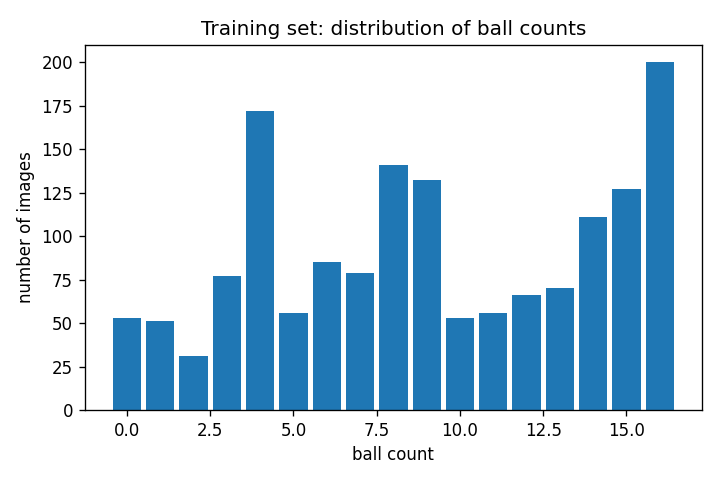 Training set: distribution of ball counts
number of images
200
175
150
125
100
75
50
25
0
0.0 2.5 5.0 7.5 10.0 12.5 15.0
ball count